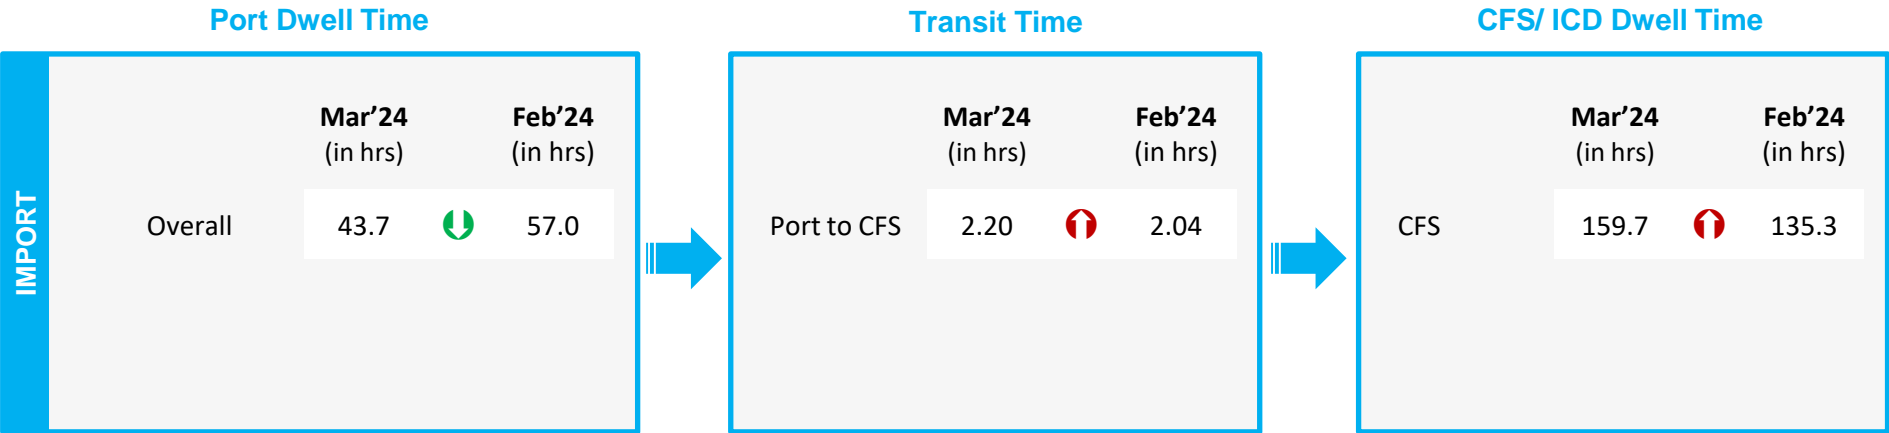 Port Dwell Time
Transit Time
CFS/ ICD Dwell Time
IMPORT
Mar’24 Feb’24
(in hrs) (in hrs)
Overall 43.7 57.0
Mar’24 Feb’24
(in hrs) (in hrs)
Port to CFS 2.20 2.04
Mar’24 Feb’24
(in hrs) (in hrs)
CFS 159.7 135.3